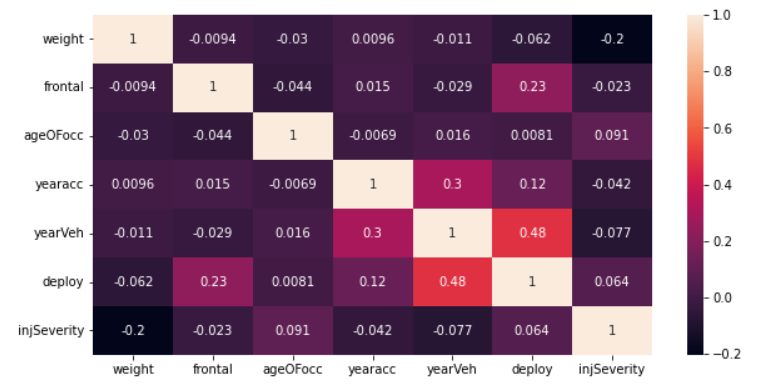 weight 1 -0.0094 -0.03 0.0096 -0.011 -0.062 -0.2
frontal -0.0094 1 -0.044 0.015 -0.029 0.23 -0.023
ageOFocc -0.03 -0.044 1 -0.0069 0.016 0.0081 0.091
yearacc 0.0096 0.015 -0.0069 1 0.3 0.12 -0.042
yearVeh -0.011 -0.029 0.016 0.3 1 0.48 -0.077
deploy -0.062 0.23 0.0081 0.12 0.48 1 0.064
injSeverity -0.2 -0.023 0.091 -0.042 -0.077 0.064 1
weight frontal ageOFocc yearacc yearVeh deploy injSeverity
1.0
0.8
0.6
0.4
0.2
0.0
−0.2